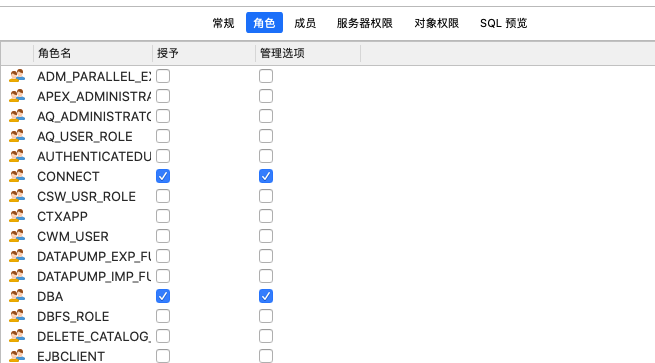 常规 角色 成员 服务器权限 对象权限 SQL 预览
角色名 授予 管理选项
ADM_PARALLEL_EX
APEX_ADMINISTRA
AQ_ADMINISTRATO
AQ_USER_ROLE
AUTHENTICATEDU
CONNECT
CSW_USR_ROLE
CTXAPP
CWM_USER
DATAPUMP_EXP_FU
DATAPUMP_IMP_FU
DBA
DBFS_ROLE
DELETE_CATALOG_
EJBCLIENT